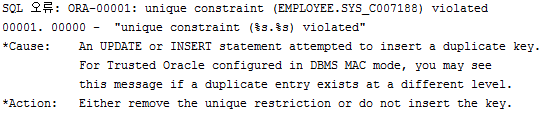 SQL 오류: ORA-00001: unique constraint (EMPLOYEE.SYS_C007188) violated
00001. 00000 -  "unique constraint (%s.%s) violated"
*Cause:    An UPDATE or INSERT statement attempted to insert a duplicate key.
           For Trusted Oracle configured in DBMS MAC mode, you may see
           this message if a duplicate entry exists at a different level.
*Action:   Either remove the unique restriction or do not insert the key.